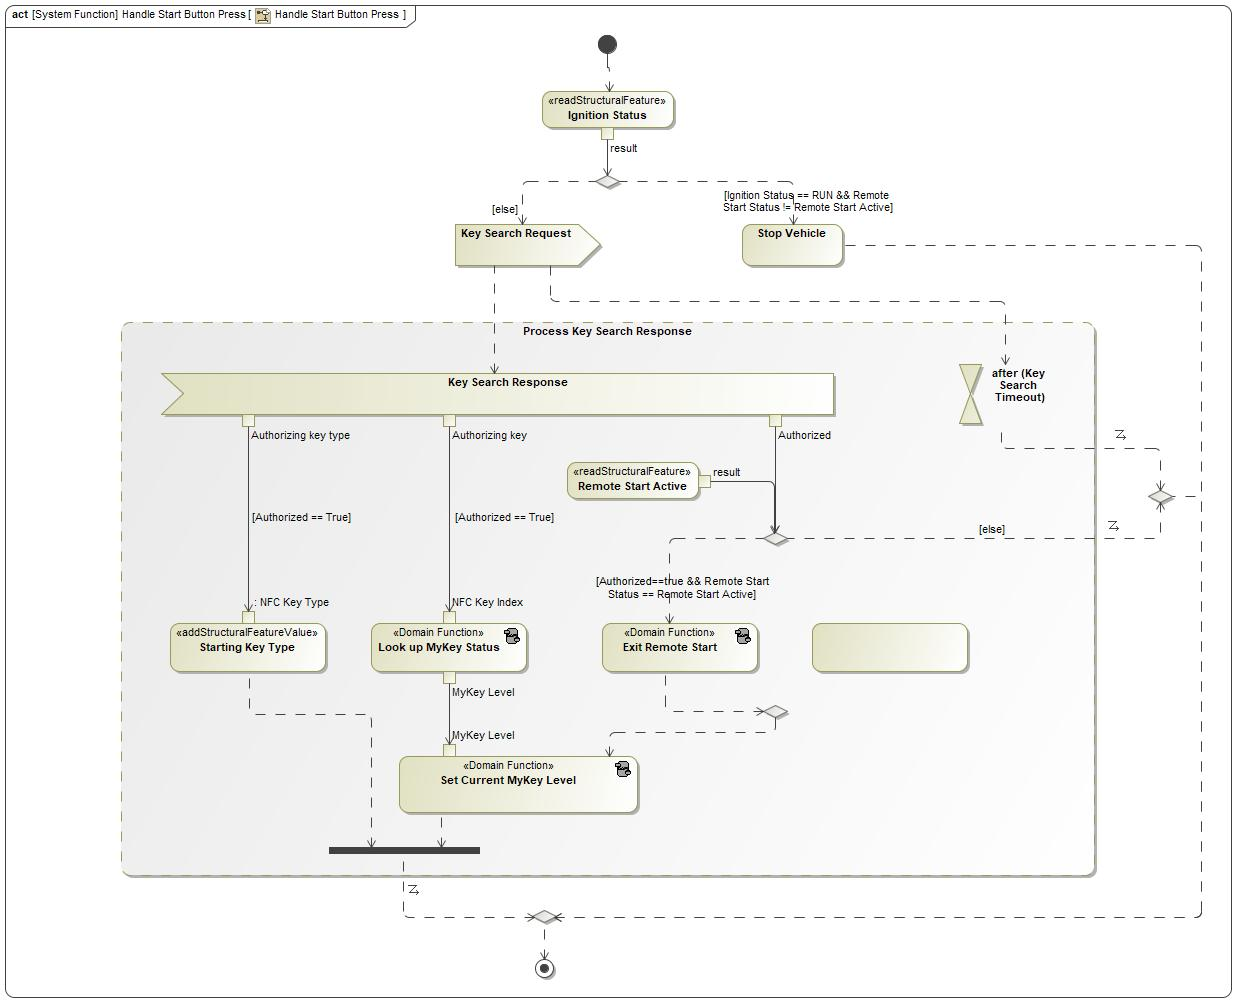 act [System Function] Handle Start Button Press [ Handle Start Button Press ]
«readStructuralFeature»
Ignition Status
result
[Ignition Status == RUN && Remote
Start Status != Remote Start Active]
[else]
Key Search Request
Stop Vehicle
Process Key Search Response
Key Search Response
after (Key
Search
Timeout)
Authorizing key type
Authorizing key
Authorized
«readStructuralFeature»
Remote Start Active
result
[Authorized == True]
[Authorized == True]
[else]
[Authorized==true && Remote Start
Status == Remote Start Active]
: NFC Key Type
NFC Key Index
«addStructuralFeatureValue»
Starting Key Type
«Domain Function»
Look up MyKey Status
«Domain Function»
Exit Remote Start
MyKey Level
MyKey Level
«Domain Function»
Set Current MyKey Level